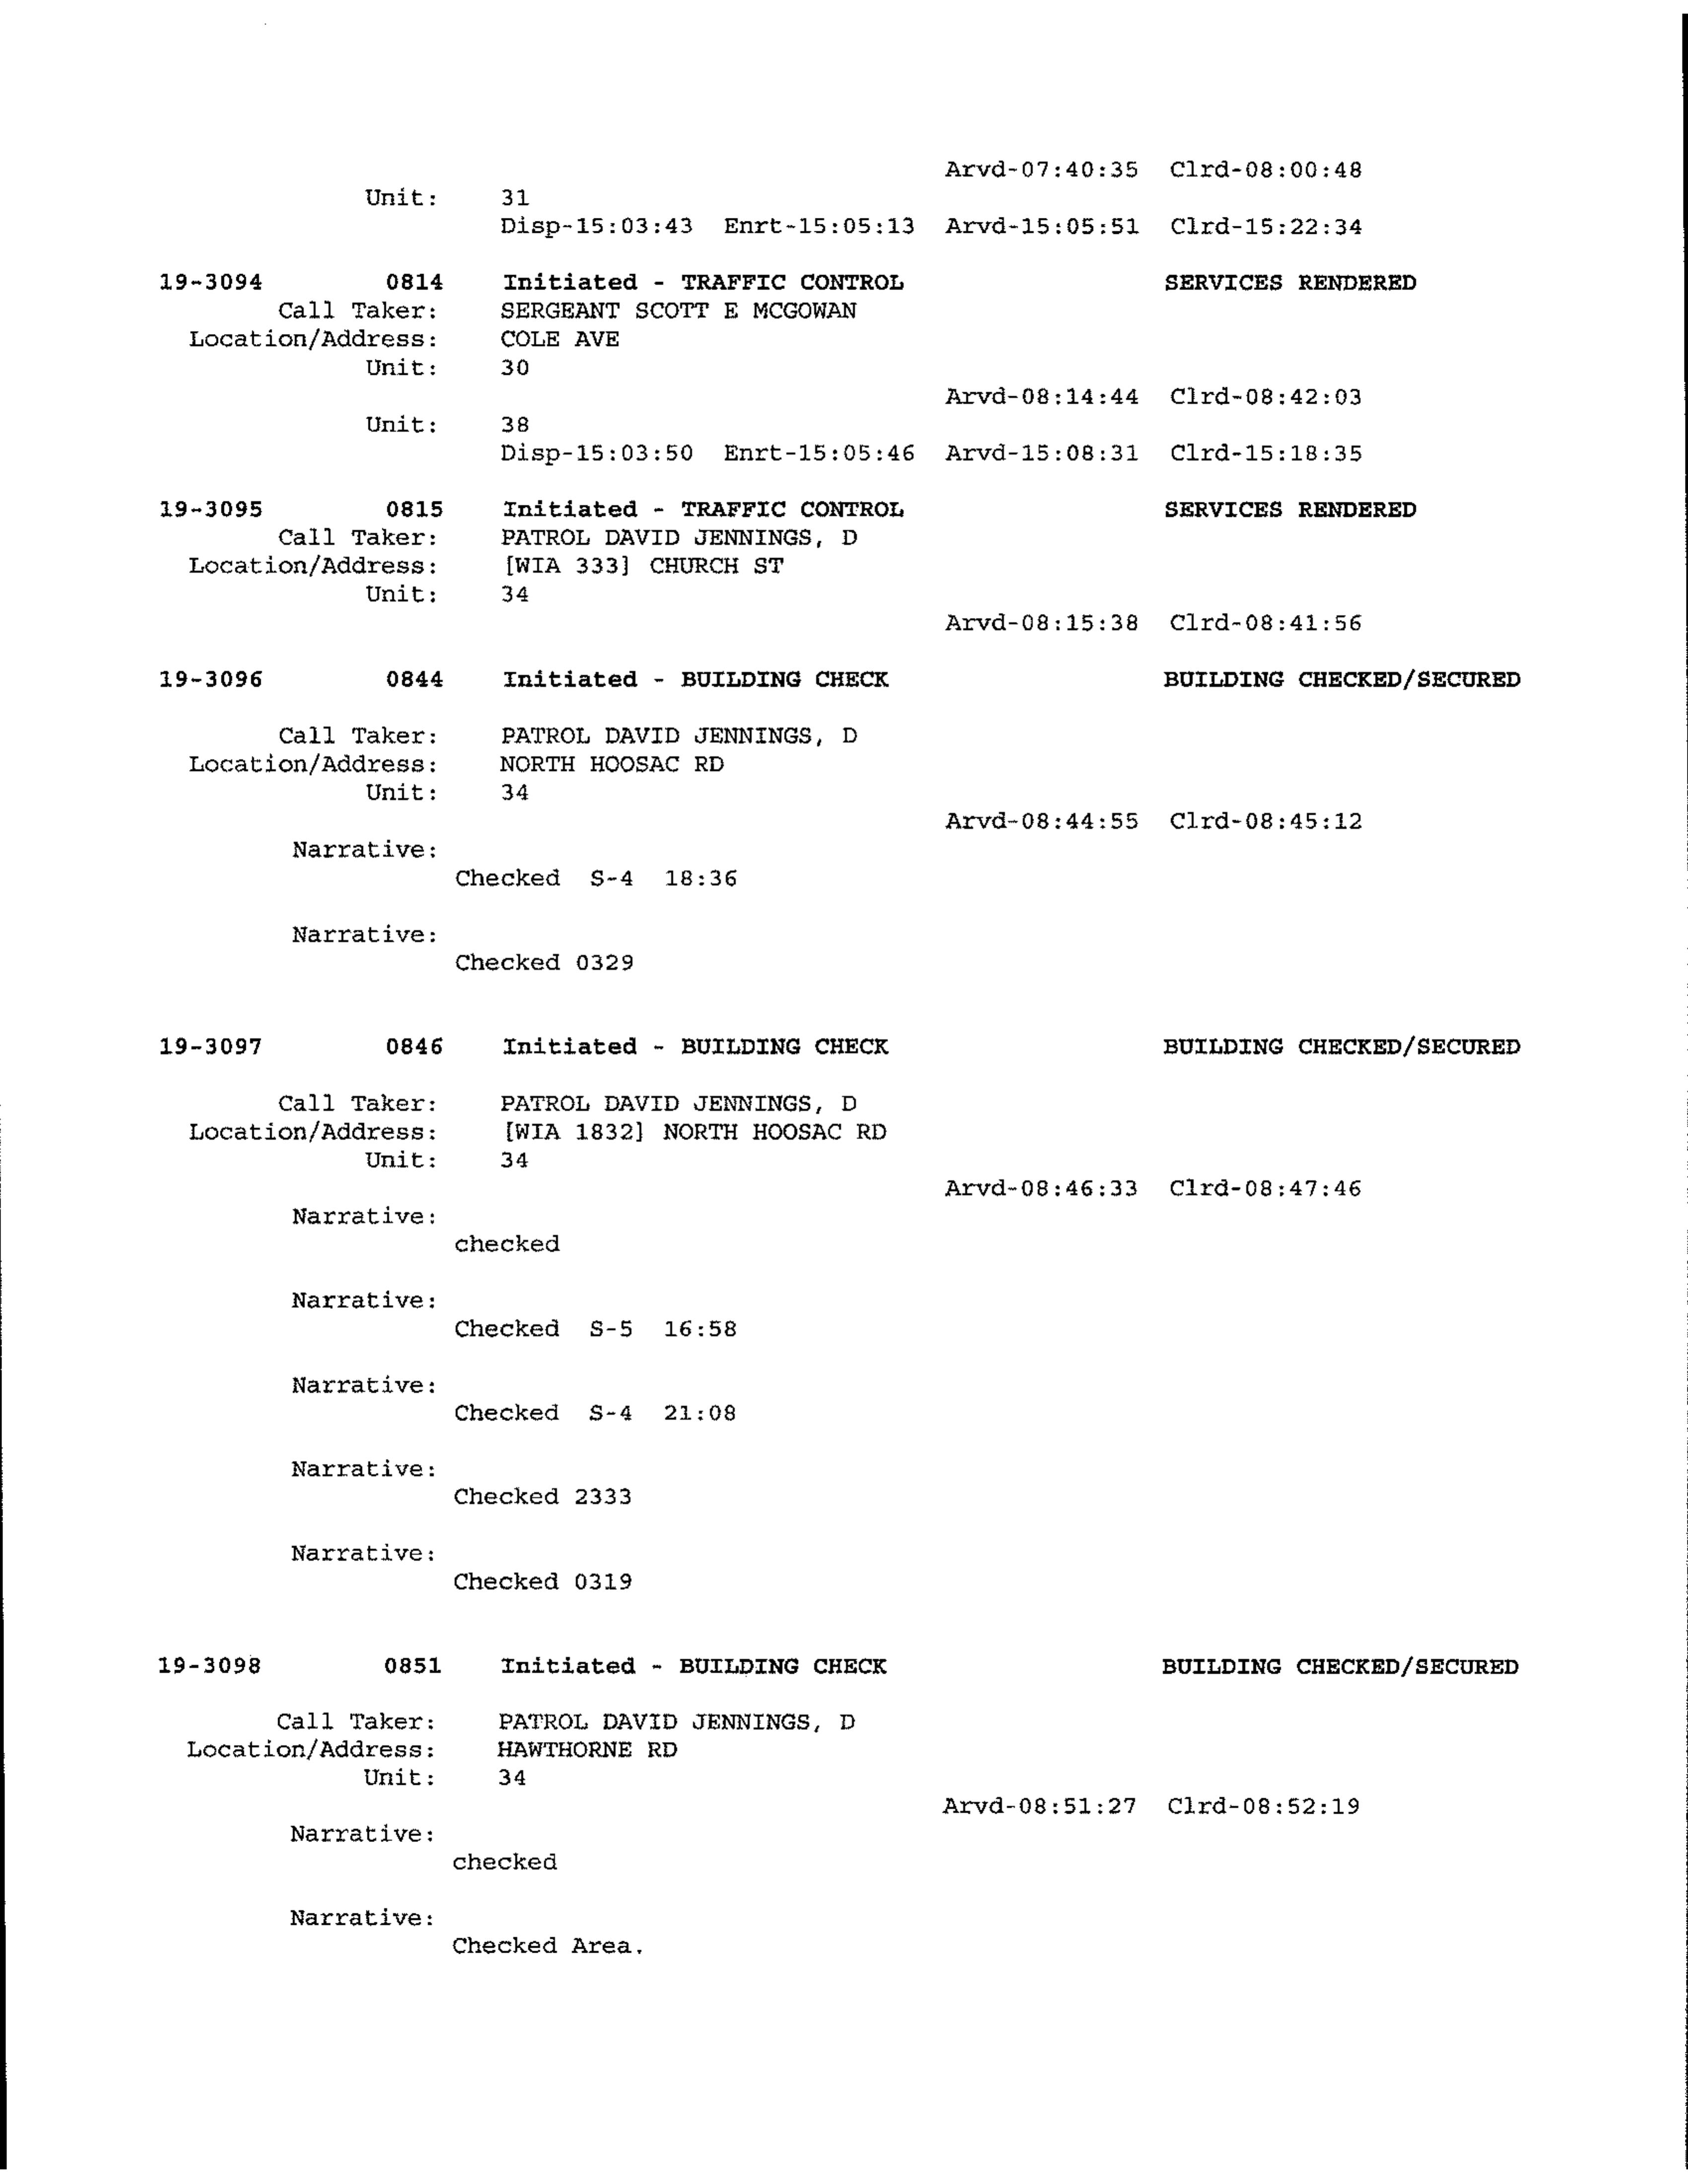 Arvd-07:40:35 Clrd-08:00:48
Unit: 31
Disp-15:03:43 Enrt-15:05:13 Arvd-15:05:51 Clrd-15:22:34
19-3094 0814 Initiated - TRAFFIC CONTROL SERVICES RENDERED
Call Taker: SERGEANT SCOTT E MCGOWAN
Location/Address: COLE AVE
Unit: 30
Arvd-08:14:44 Clrd-08:42:03
Unit: 38
Disp-15:03:50 Enrt-15:05:46 Arvd-15:08:31 Clrd-15:18:35
19-3095 0815 Initiated - TRAFFIC CONTROL SERVICES RENDERED
Call Taker: PATROL DAVID JENNINGS, D
Location/Address: [WIA 333] CHURCH ST
Unit: 34
Arvd-08:15:38 Clrd-08:41:56
19-3096 0844 Initiated - BUILDING CHECK BUILDING CHECKED/SECURED
Call Taker: PATROL DAVID JENNINGS, D
Location/Address: NORTH HOOSAC RD
Unit: 34
Arvd-08:44:55 Clrd-08:45:12
Narrative:
Checked S-4 18:36
Narrative:
Checked 0329
19-3097 0846 Initiated - BUILDING CHECK BUILDING CHECKED/SECURED
Call Taker: PATROL DAVID JENNINGS, D
Location/Address: [WIA 1832] NORTH HOOSAC RD
Unit: 34
Arvd-08:46:33 Clrd-08:47:46
Narrative:
checked
Narrative:
Checked S-5 16:58
Narrative:
Checked S-4 21:08
Narrative:
Checked 2333
Narrative:
Checked 0319
19-3098 0851 Initiated - BUILDING CHECK BUILDING CHECKED/SECURED
Call Taker: PATROL DAVID JENNINGS, D
Location/Address: HAWTHORNE RD
Unit: 34
Arvd-08:51:27 Clrd-08:52:19
Narrative:
checked
Narrative:
Checked Area.